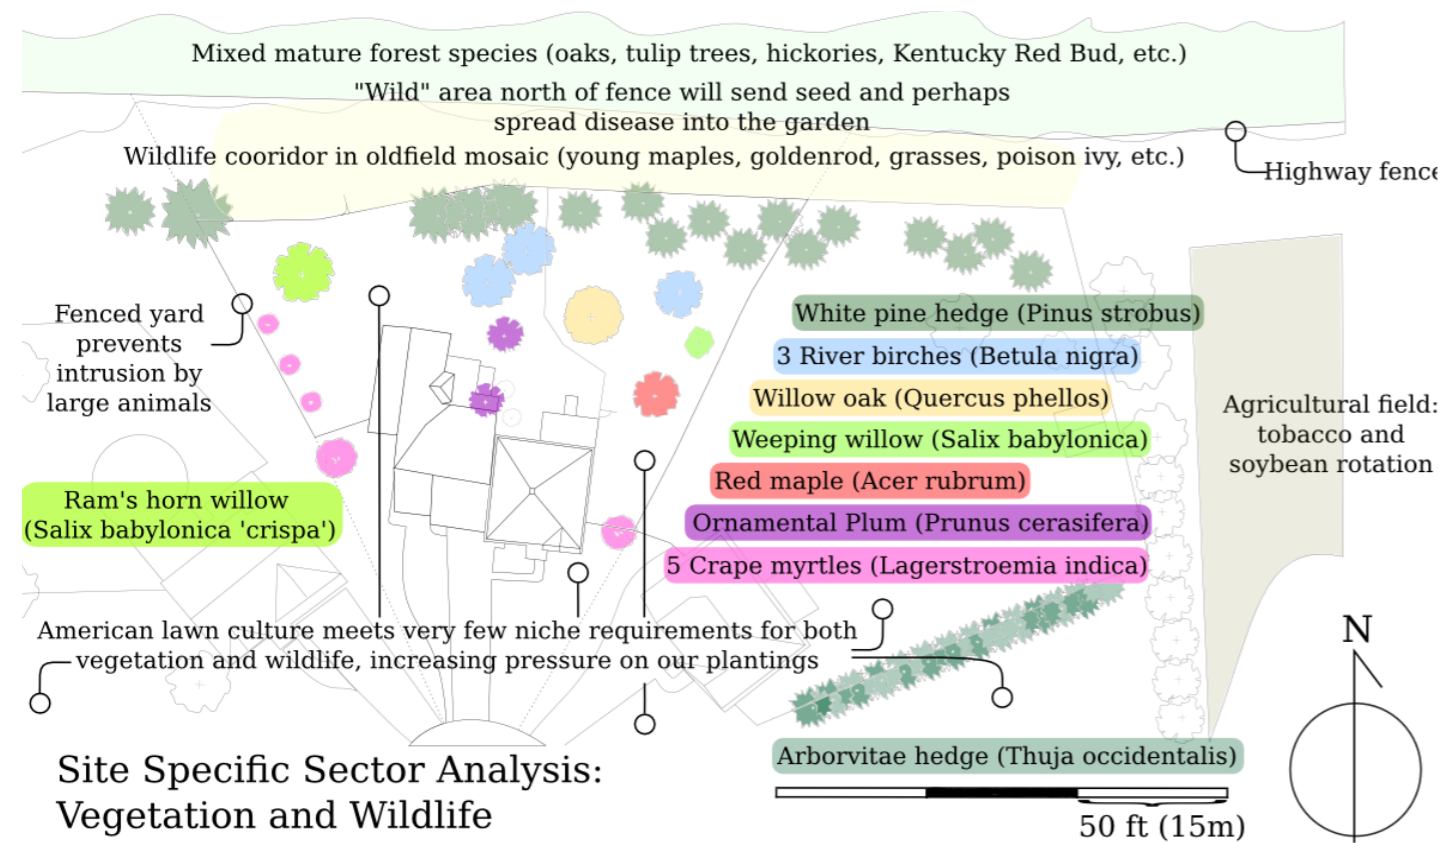 Mixed mature forest species (oaks, tulip trees, hickories, Kentucky Red Bud, etc.)
"Wild" area north of fence will send seed and perhaps
spread disease into the garden
Wildlife cooridor in oldfield mosaic (young maples, goldenrod, grasses, poison ivy, etc.)
Highway fence
Fenced yard
prevents
intrusion by
large animals
White pine hedge (Pinus strobus)
3 River birches (Betula nigra)
Willow oak (Quercus phellos)
Weeping willow (Salix babylonica)
Red maple (Acer rubrum)
Ornamental Plum (Prunus cerasifera)
5 Crape myrtles (Lagerstroemia indica)
Agricultural field:
tobacco and
soybean rotation
Ram's horn willow
(Salix babylonica 'crispa')
American lawn culture meets very few niche requirements for both
vegetation and wildlife, increasing pressure on our plantings
N
Arborvitae hedge (Thuja occidentalis)
Site Specific Sector Analysis:
Vegetation and Wildlife
50 ft (15m)